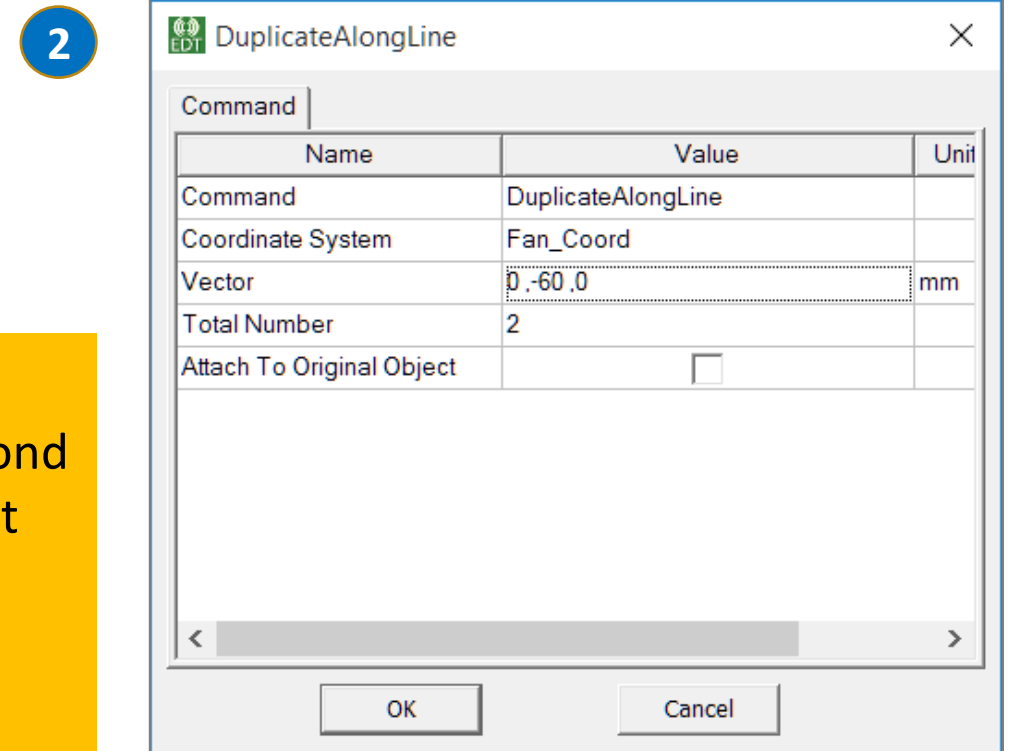 2
EDT DuplicateAlongLine
Command
Name Value Unit
Command DuplicateAlongLine
Coordinate System Fan_Coord
Vector 0 ,-60 ,0 mm
Total Number 2
Attach To Original Object
OK Cancel